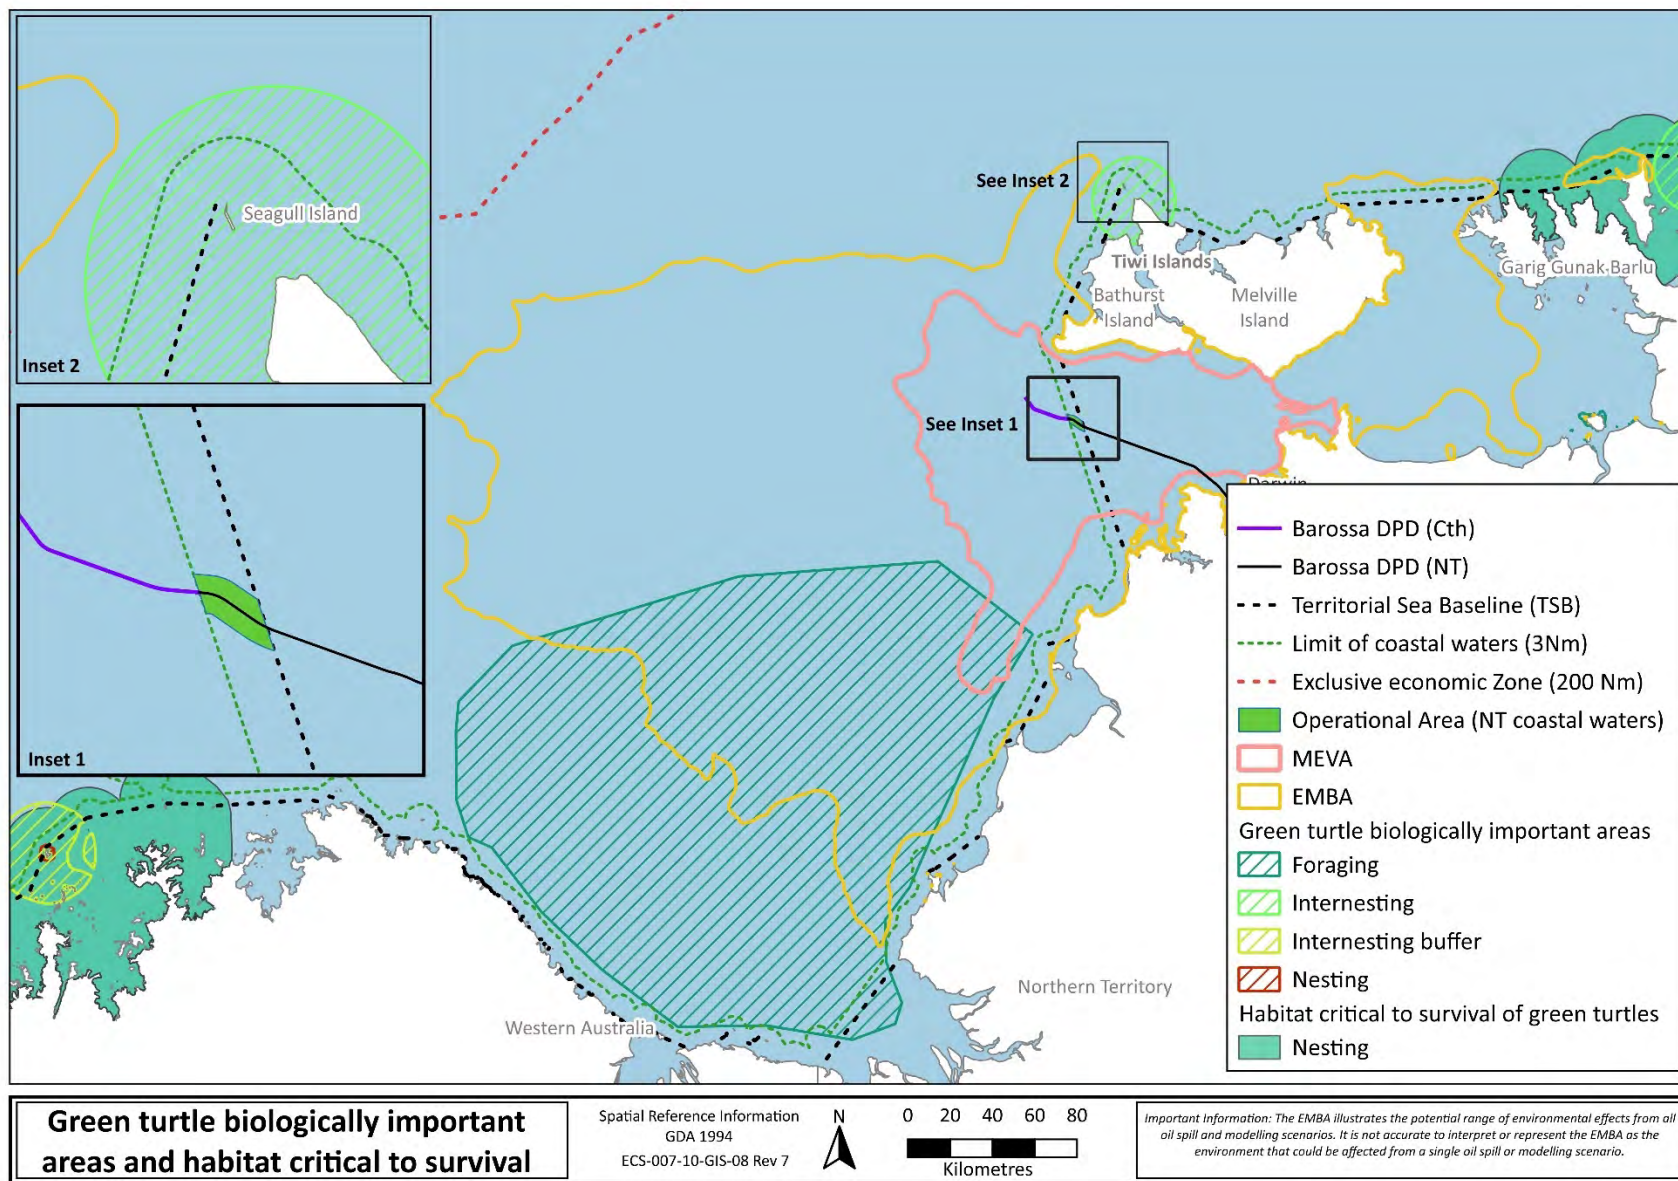 Seagull Island
Inset 2
See Inset 2
Tiwi Islands
Bathurst
Island
Melville
Island
Garig Gunak Barlu
See Inset 1
Inset 1
Darwin
Barossa DPD (Cth)
Barossa DPD (NT)
Territorial Sea Baseline (TSB)
Limit of coastal waters (3Nm)
Exclusive economic Zone (200 Nm)
Operational Area (NT coastal waters)
MEVA
EMBA
Green turtle biologically important areas
Foraging
Internesting
Internesting buffer
Nesting
Habitat critical to survival of green turtles
Nesting
Northern Territory
Western Australia
Green turtle biologically important
areas and habitat critical to survival
Spatial Reference Information
GDA 1994
ECS-007-10-GIS-08 Rev 7
N
0 20 40 60 80
Kilometres
Important Information: The EMBA illustrates the potential range of environmental effects from all
oil spill and modelling scenarios. It is not accurate to interpret or represent the EMBA as the
environment that could be affected from a single oil spill or modelling scenario.